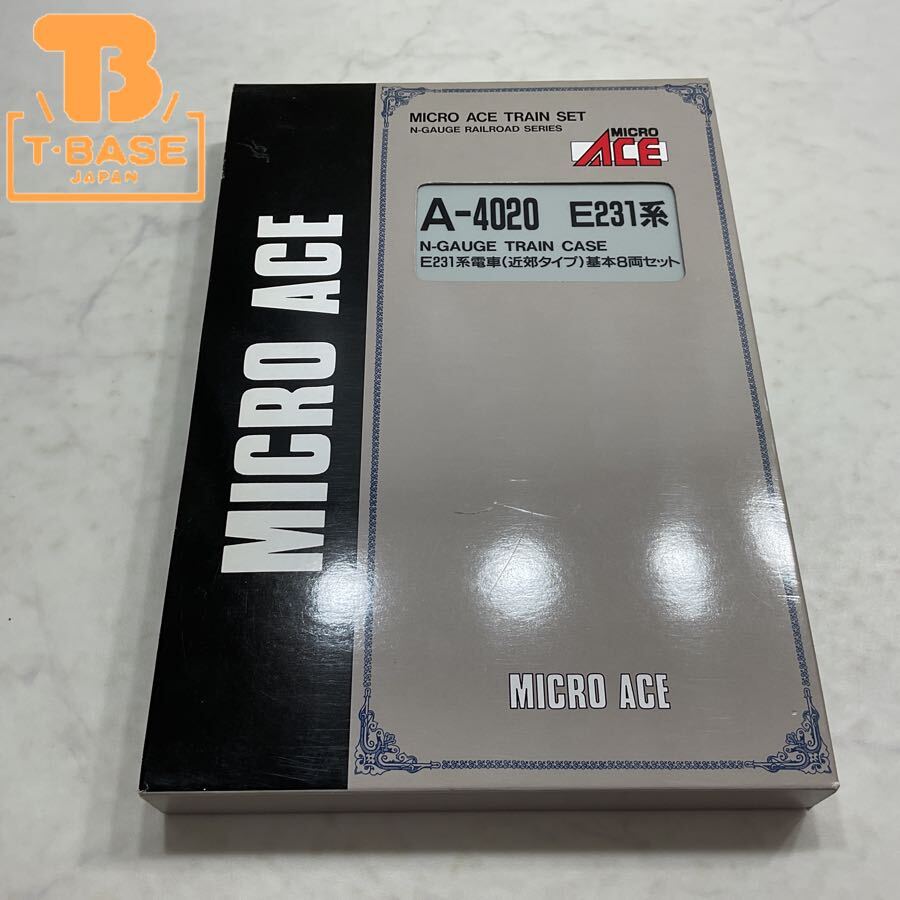 B
T·BASE
JAPAN
MICRO ACE
MICRO ACE TRAIN SET
N-GAUGE RAILROAD SERIES
MICRO
ACE
A-4020 E231系
N-GAUGE TRAIN CASE
E231系電車(近郊タイプ)基本8両セット
MICRO ACE